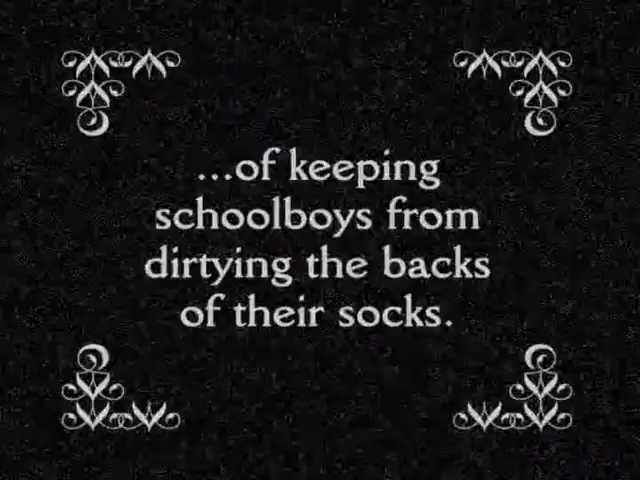 ...of keeping
schoolboys from
dirtying the backs
of their socks.